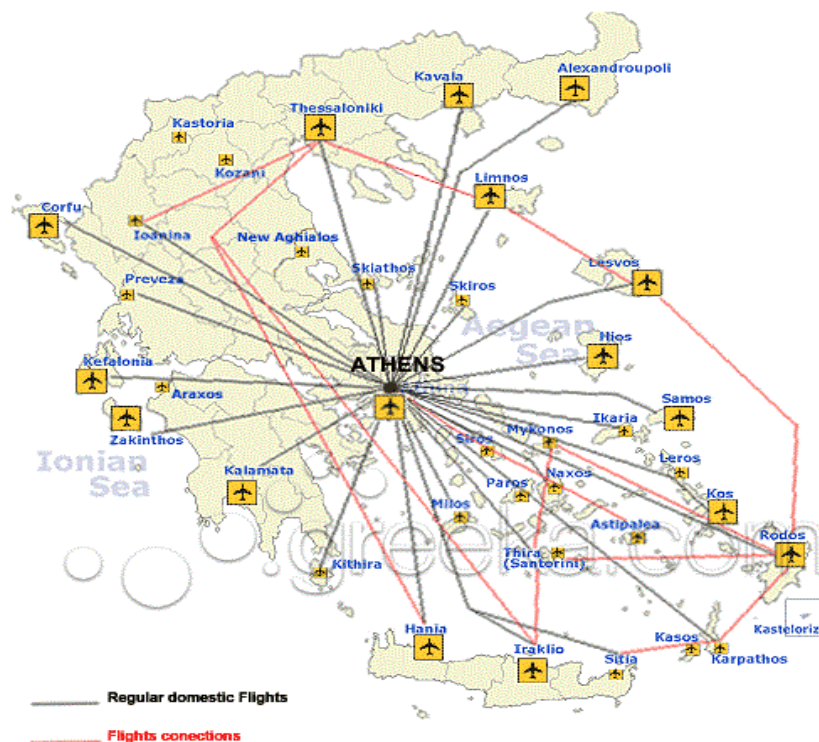 Alexandroupoli
Kavala
Thessaloniki
Kastoria
Kozani
Limnos
Corfu
Ioanina
New Aghialos
Lesvos
Skiathos
Preveza
Skiros
Aegean
Sea
Hios
ATHENS
Kefalonia
Araxos
Samos
Zakinthos
Ikaria
Mykonos
Siros
Ionian
Sea
Leros
Kalamata
Naxos
Paros
Kos
Milos
Astipalea
Rodos
greeka.com
Thira
(Santorini)
Kithira
Hania
Kasteloriz
Iraklio
Kasos
Sitia
Karpathos
Regular domestic Flights
Flights conections